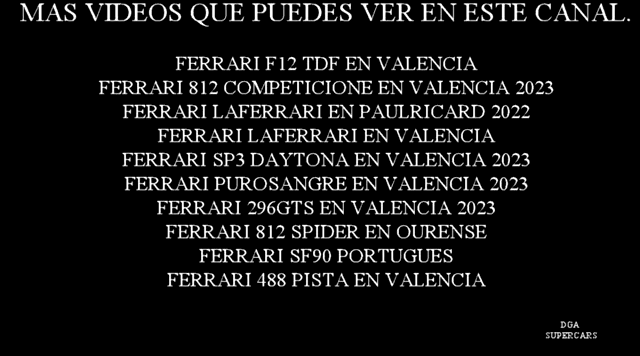 MAS VIDEOS QUE PUEDES VER EN ESTE CANAL.
FERRARI F12 TDF EN VALENCIA
FERRARI 812 COMPETICIONE EN VALENCIA 2023
FERRARI LAFERRARI EN PAULRICARD 2022
FERRARI LAFERRARI EN VALENCIA
FERRARI SP3 DAYTONA EN VALENCIA 2023
FERRARI PUROSANGRE EN VALENCIA 2023
FERRARI 296GTS EN VALENCIA 2023
FERRARI 812 SPIDER EN OURENSE
FERRARI SF90 PORTUGUES
FERRARI 488 PISTA EN VALENCIA
DGA
SUPERCARS